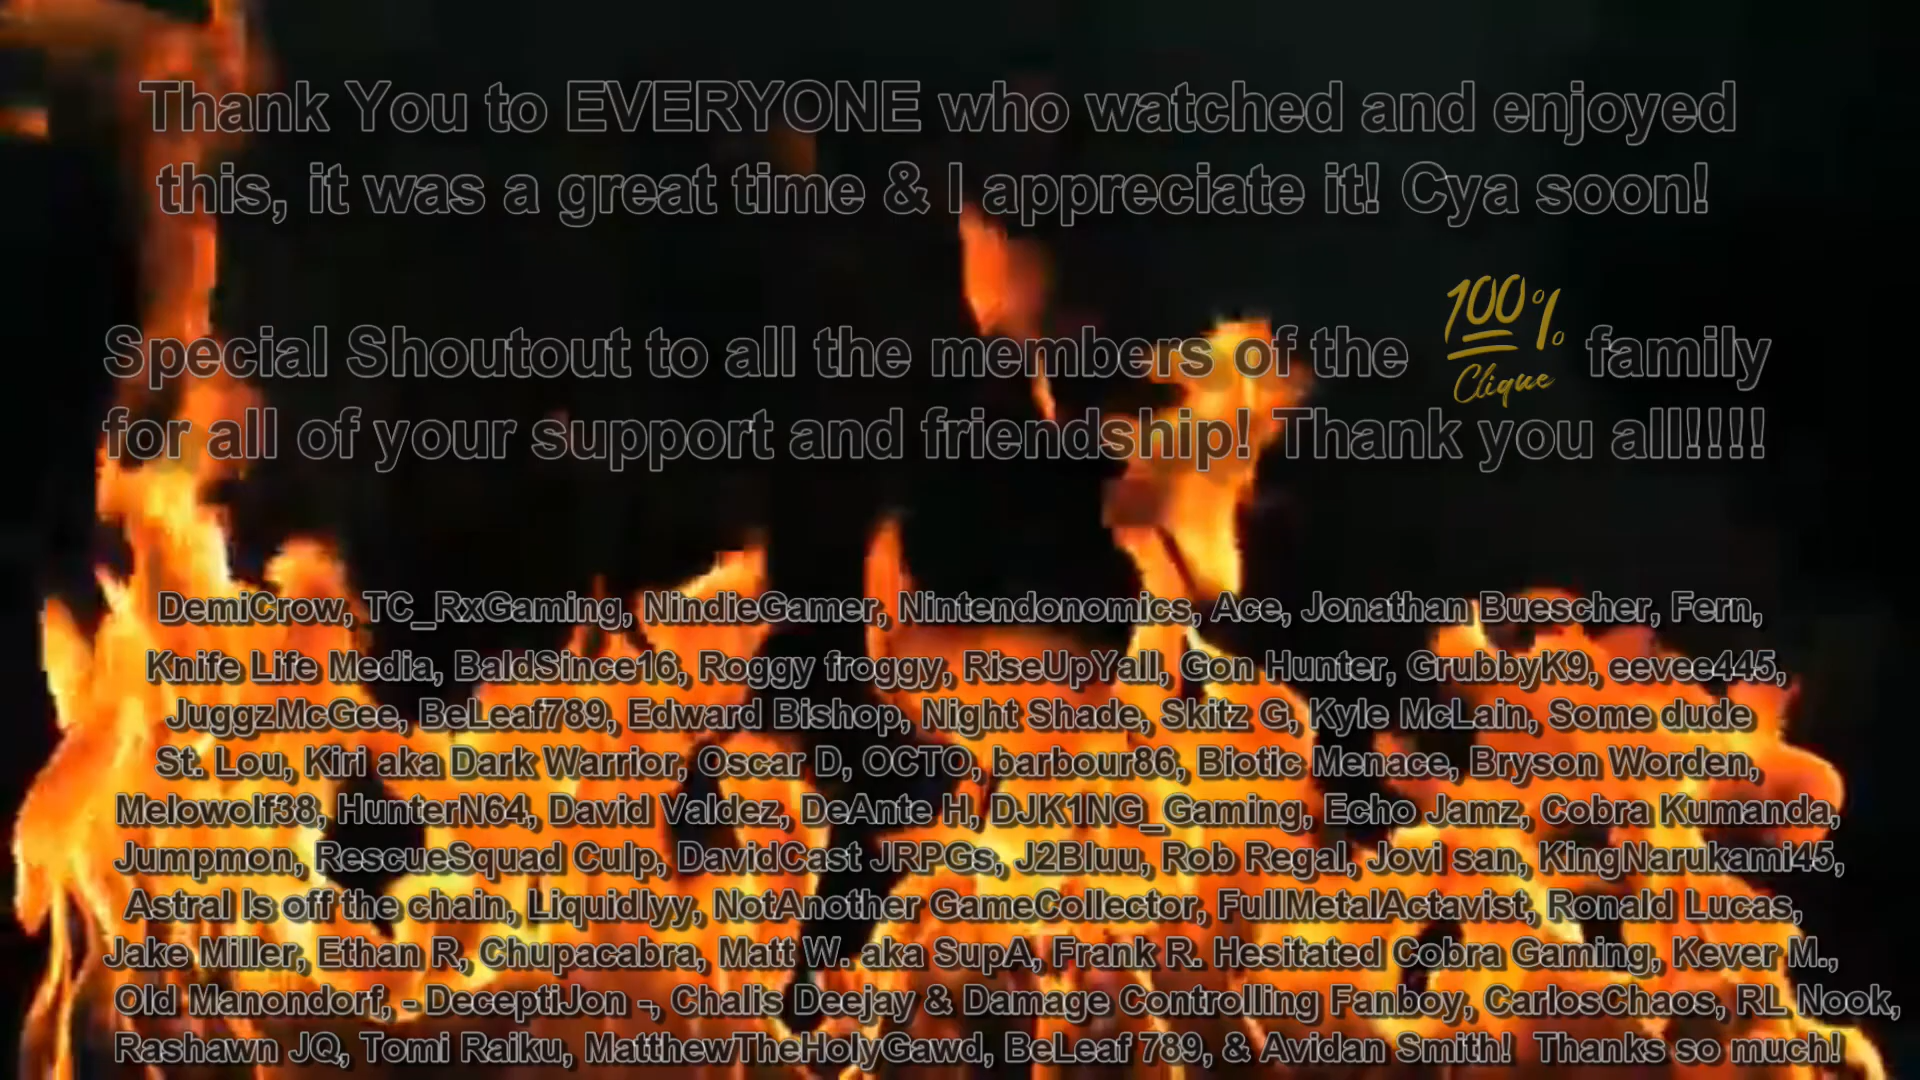 Thank You to EVERYONE who watched and enjoyed
this, it was a great time & I appreciate it! Cya soon!
100%
Clique
Special Shoutout to all the members of the family
for all of your support and friendship! Thank you all!!!!
DemiCrow, TC_RxGaming, NindieGamer, Nintendonomics, Ace, Jonathan Buescher, Fern,
Knife Life Media, BaldSince16, Roggy froggy, RiseUpYall, Gon Hunter, GrubbyK9, eevee445,
JuggzMcGee, BeLeaf789, Edward Bishop, Night Shade, Skitz G, Kyle McLain, Some dude
St. Lou, Kiri aka Dark Warrior, Oscar D, OCTO, barbour86, Biotic Menace, Bryson Worden,
Melowolf38, HunterN64, David Valdez, DeAnte H, DJK1NG_Gaming, Echo Jamz, Cobra Kumanda,
Jumpmon, RescueSquad Culp, DavidCast JRPGs, J2Bluu, Rob Regal, Jovi san, KingNarukami45,
Astral Is off the chain, Liquidlyy, NotAnother GameCollector, FullMetalActavist, Ronald Lucas,
Jake Miller, Ethan R, Chupacabra, Matt W. aka SupA, Frank R. Hesitated Cobra Gaming, Kever M.,
Old Manondorf, - DeceptiJon -, Chalis Deejay & Damage Controlling Fanboy, CarlosChaos, RL Nook,
Rashawn JQ, Tomi Raiku, MatthewTheHolyGawd, BeLeaf 789, & Avidan Smith! Thanks so much!